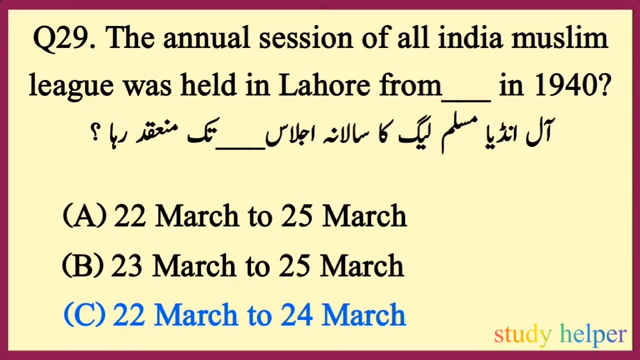 Q29. The annual session of all india muslim
league was held in Lahore from___ in 1940?
آل انڈیا مسلم لیگ کا سالانہ اجلاس___تک منعقد رہا ؟
(A) 22 March to 25 March
(B) 23 March to 25 March
(C) 22 March to 24 March
study helper